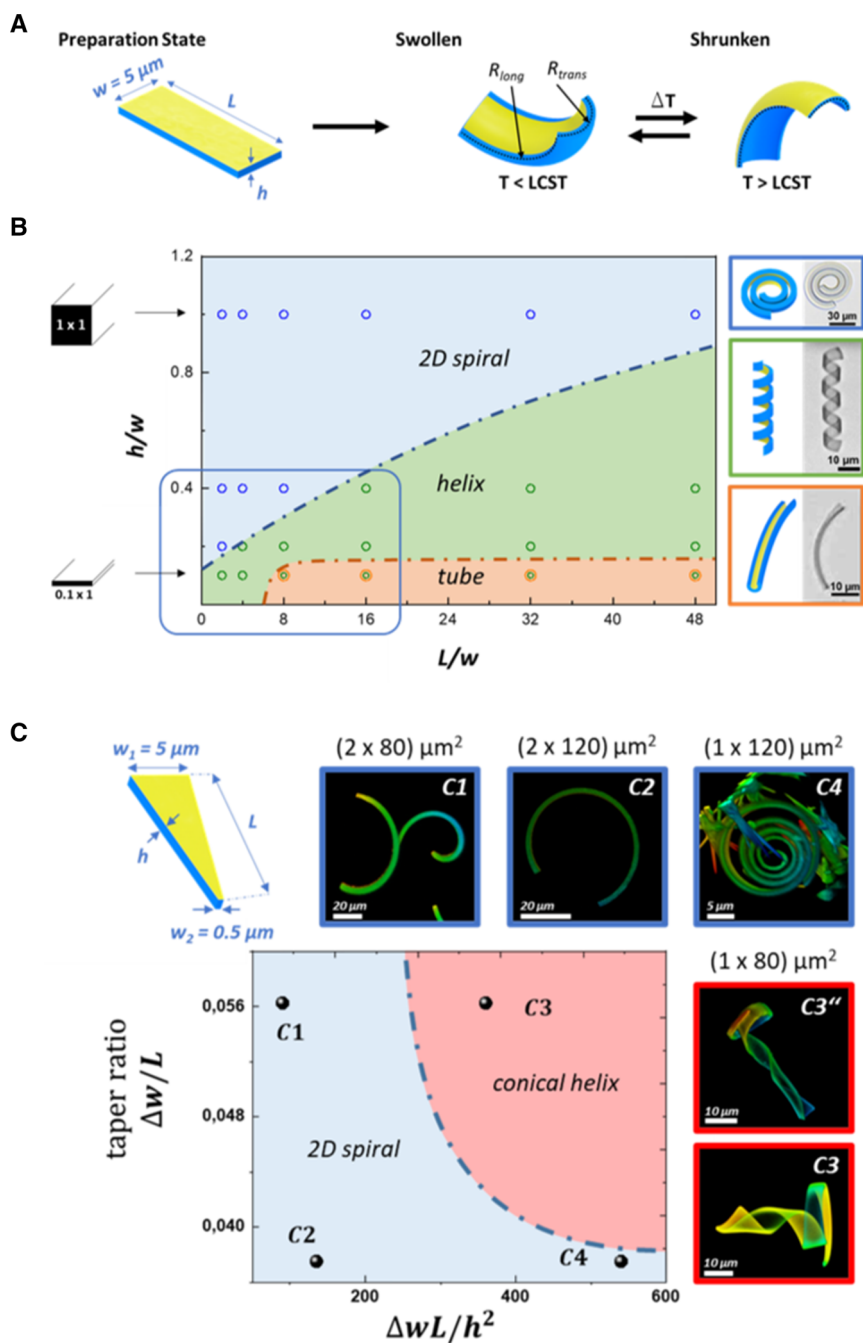 A
Preparation State
Swollen
Shrunken
w = 5 μm
L
h
R_long
R_trans
ΔT
T < LCST
T > LCST
B
1.2
0.8
0.4
0
h/w
1 x 1
0.1 x 1
2D spiral
helix
tube
0 8 16 24 32 40 48
L/w
30 μm
10 μm
10 μm
C
w₁ = 5 μm
L
h
w₂ = 0.5 μm
(2 x 80) μm²
(2 x 120) μm²
(1 x 120) μm²
C1
20 μm
C2
20 μm
C4
5 μm
(1 x 80) μm²
C3“
10 μm
C3
10 μm
taper ratio
Δw/L
0,056
0,048
0,040
C1
C3
conical helix
2D spiral
C2
C4
200 400 600
ΔwL/h²